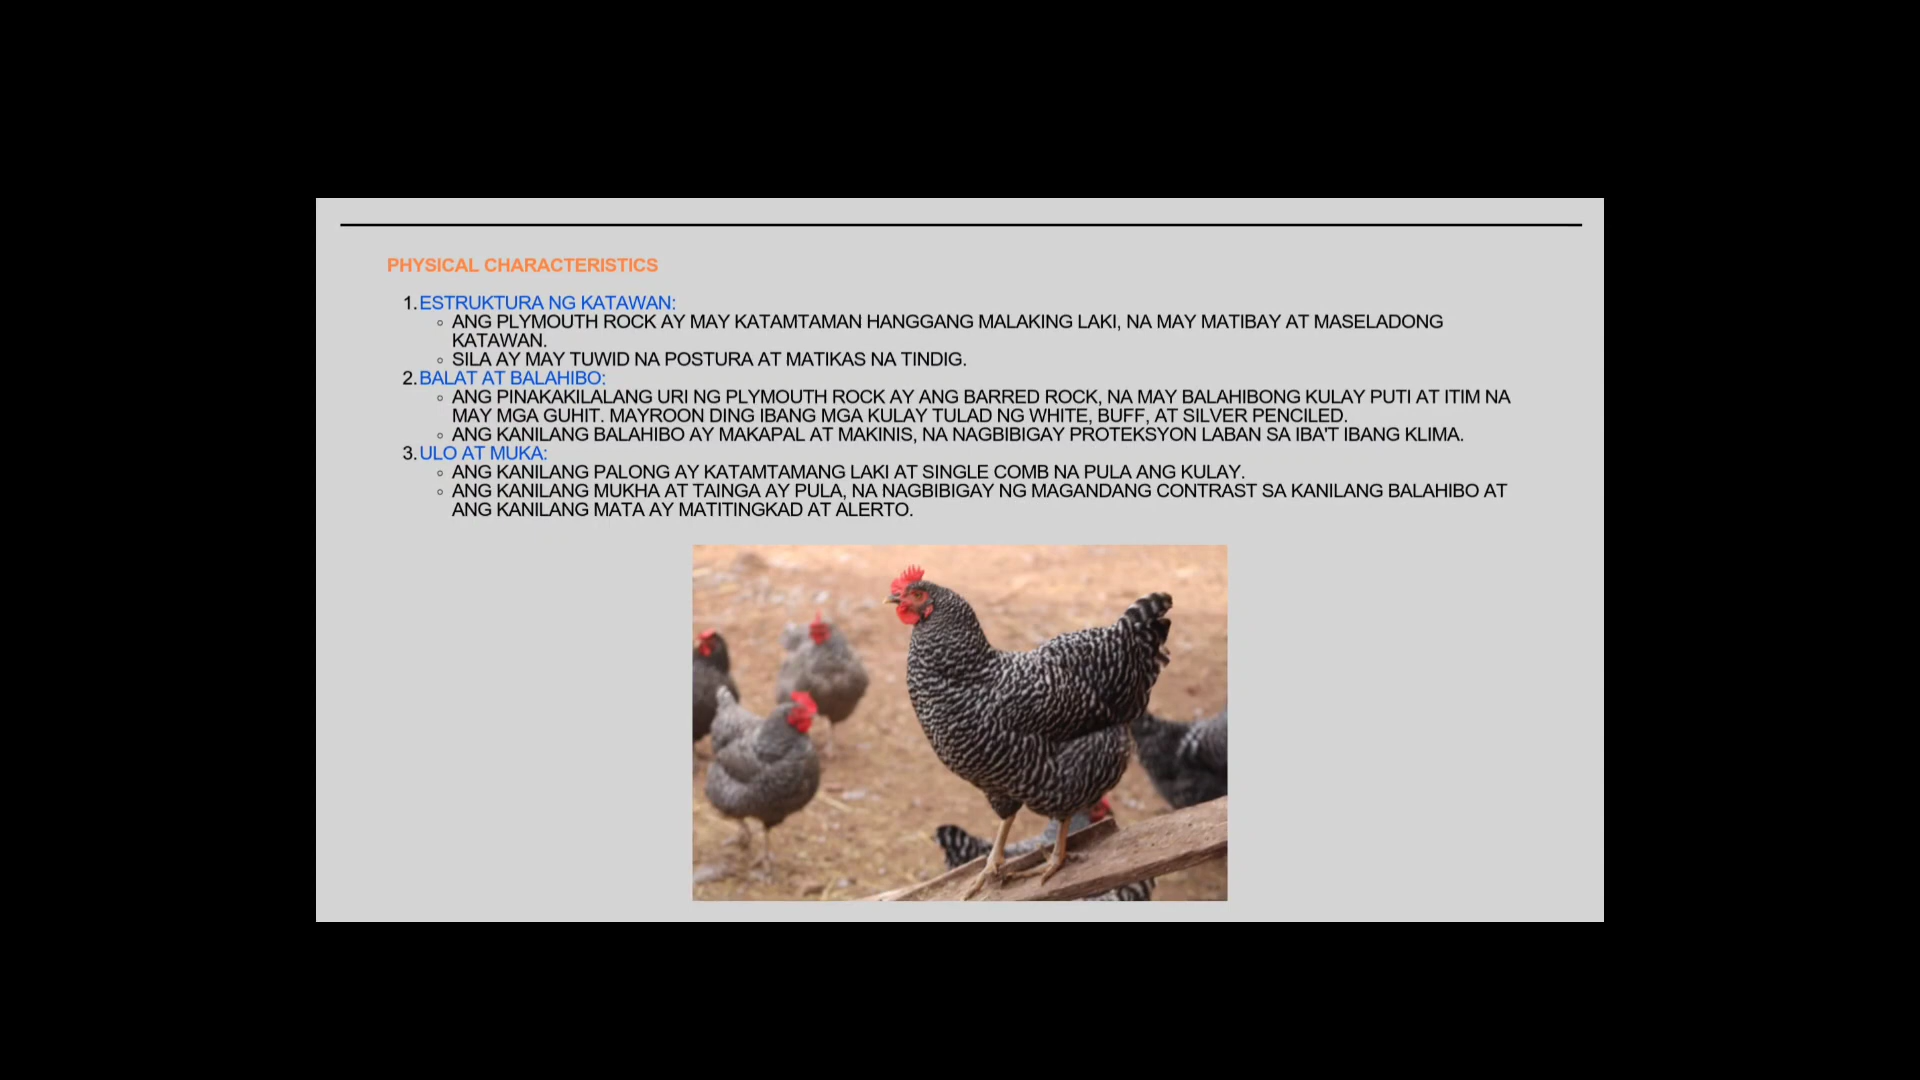 PHYSICAL CHARACTERISTICS
1. ESTRUKTURA NG KATAWAN:
◦ ANG PLYMOUTH ROCK AY MAY KATAMTAMAN HANGGANG MALAKING LAKI, NA MAY MATIBAY AT MASELADONG
KATAWAN.
◦ SILA AY MAY TUWID NA POSTURA AT MATIKAS NA TINDIG.
2. BALAT AT BALAHIBO:
◦ ANG PINAKAKILALANG URI NG PLYMOUTH ROCK AY ANG BARRED ROCK, NA MAY BALAHIBONG KULAY PUTI AT ITIM NA
MAY MGA GUHIT. MAYROON DING IBANG MGA KULAY TULAD NG WHITE, BUFF, AT SILVER PENCILED.
◦ ANG KANILANG BALAHIBO AY MAKAPAL AT MAKINIS, NA NAGBIBIGAY PROTEKSYON LABAN SA IBA'T IBANG KLIMA.
3. ULO AT MUKA:
◦ ANG KANILANG PALONG AY KATAMTAMANG LAKI AT SINGLE COMB NA PULA ANG KULAY.
◦ ANG KANILANG MUKHA AT TAINGA AY PULA, NA NAGBIBIGAY NG MAGANDANG CONTRAST SA KANILANG BALAHIBO AT
ANG KANILANG MATA AY MATITINGKAD AT ALERTO.